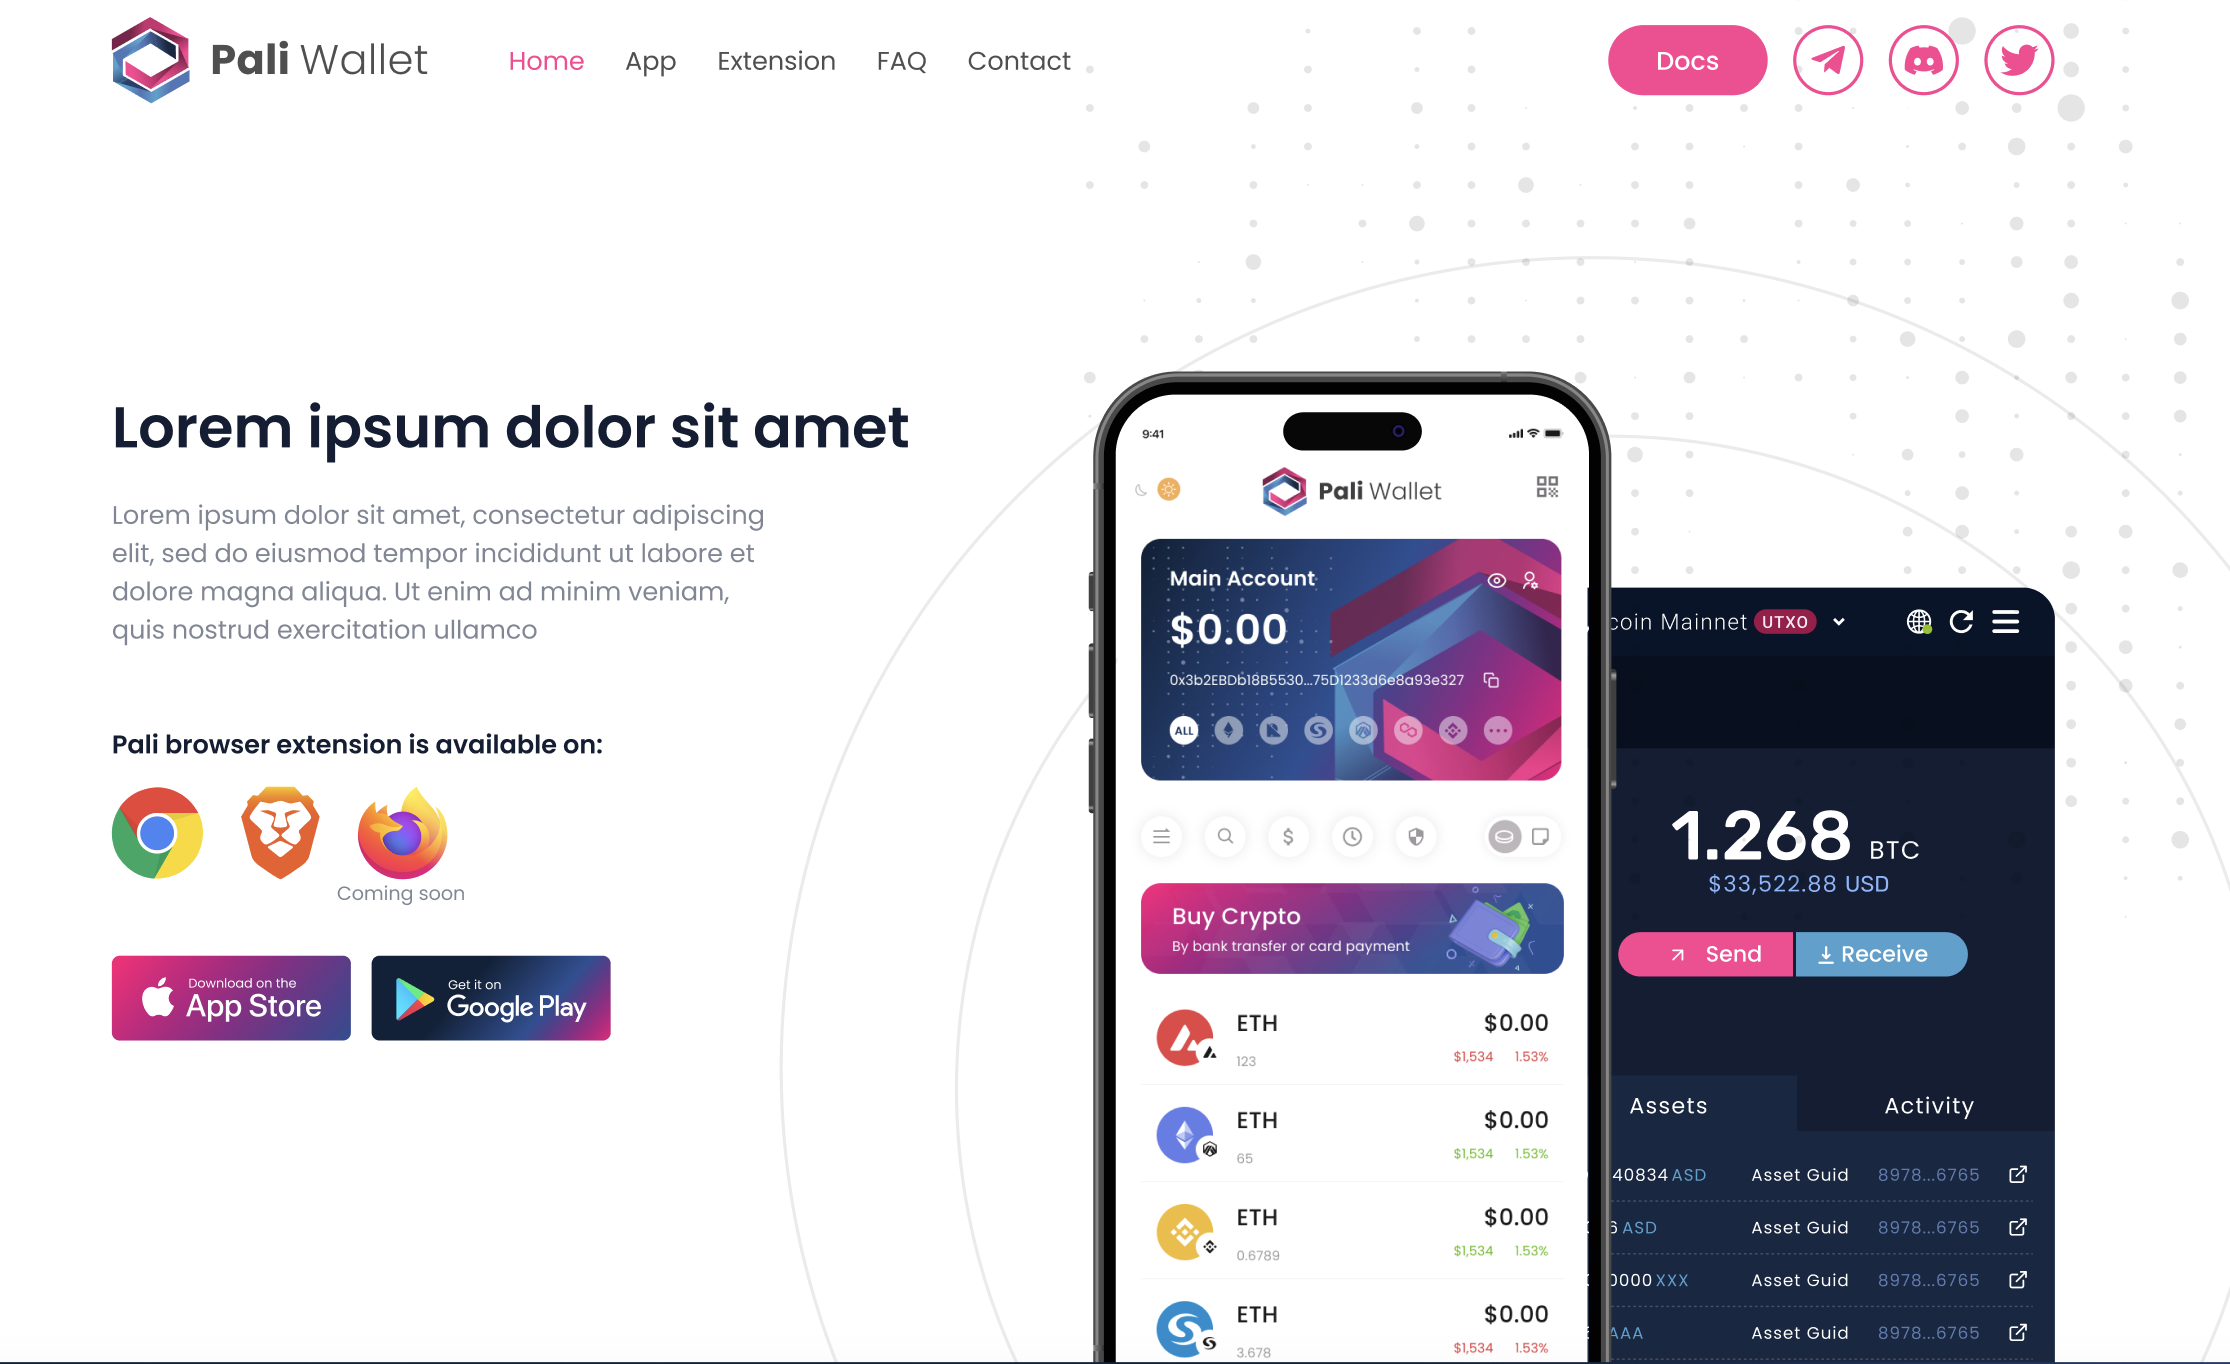 Pali Wallet
Home
App
Extension
FAQ
Contact
Docs
Lorem ipsum dolor sit amet
Lorem ipsum dolor sit amet, consectetur adipiscing
elit, sed do eiusmod tempor incididunt ut labore et
dolore magna aliqua. Ut enim ad minim veniam,
quis nostrud exercitation ullamco
Pali browser extension is available on:
Coming soon
Download on the
App Store
Get it on
Google Play
9:41
Pali Wallet
Main Account
$0.00
0x3b2EBDb18B5530...75D1233d6e8a93e327
ALL
Buy Crypto
By bank transfer or card payment
ETH $0.00
123 $1,534 1.53%
ETH $0.00
65 $1,534 1.53%
ETH $0.00
0.6789 $1,534 1.53%
ETH $0.00
3.678 $1,534 1.53%
coin Mainnet UTXO
1.268 BTC
$33,522.88 USD
Send
Receive
Assets
Activity
40834 ASD Asset Guid 8978...6765
6 ASD Asset Guid 8978...6765
0000 XXX Asset Guid 8978...6765
AAA Asset Guid 8978...6765